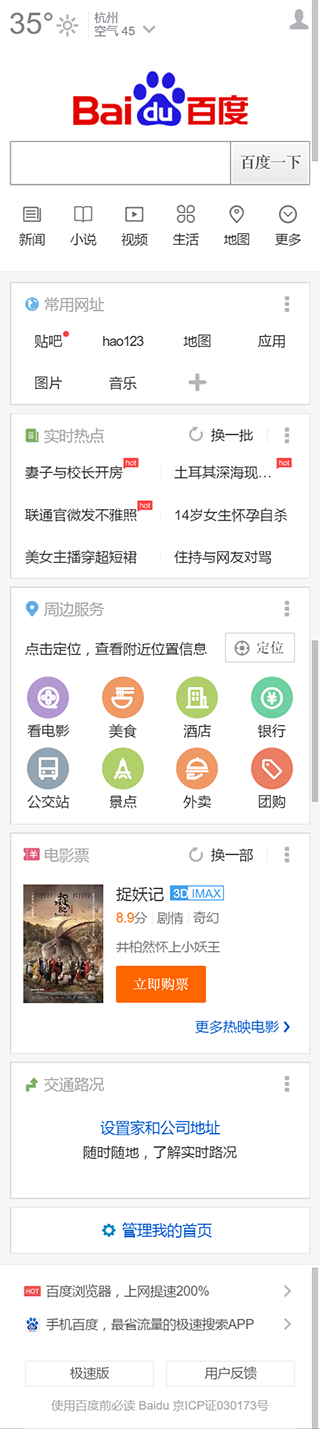 35°
杭州
空气 45
Bai du 百度
百度一下
新闻 小说 视频 生活 地图 更多
常用网址
贴吧 hao123 地图 应用
图片 音乐
实时热点 换一批
妻子与校长开房 hot 土耳其深海现... hot
联通官微发不雅照 hot 14岁女生怀孕自杀
美女主播穿超短裙 住持与网友对骂
周边服务
点击定位，查看附近位置信息 定位
看电影 美食 酒店 银行
公交站 景点 外卖 团购
电影票 换一部
捉妖记 3D IMAX
8.9分 剧情 奇幻
井柏然怀上小妖王
立即购票
更多热映电影
交通路况
设置家和公司地址
随时随地，了解实时路况
管理我的首页
HOT 百度浏览器，上网提速200%
手机百度，最省流量的极速搜索APP
极速版 用户反馈
使用百度前必读 Baidu 京ICP证030173号